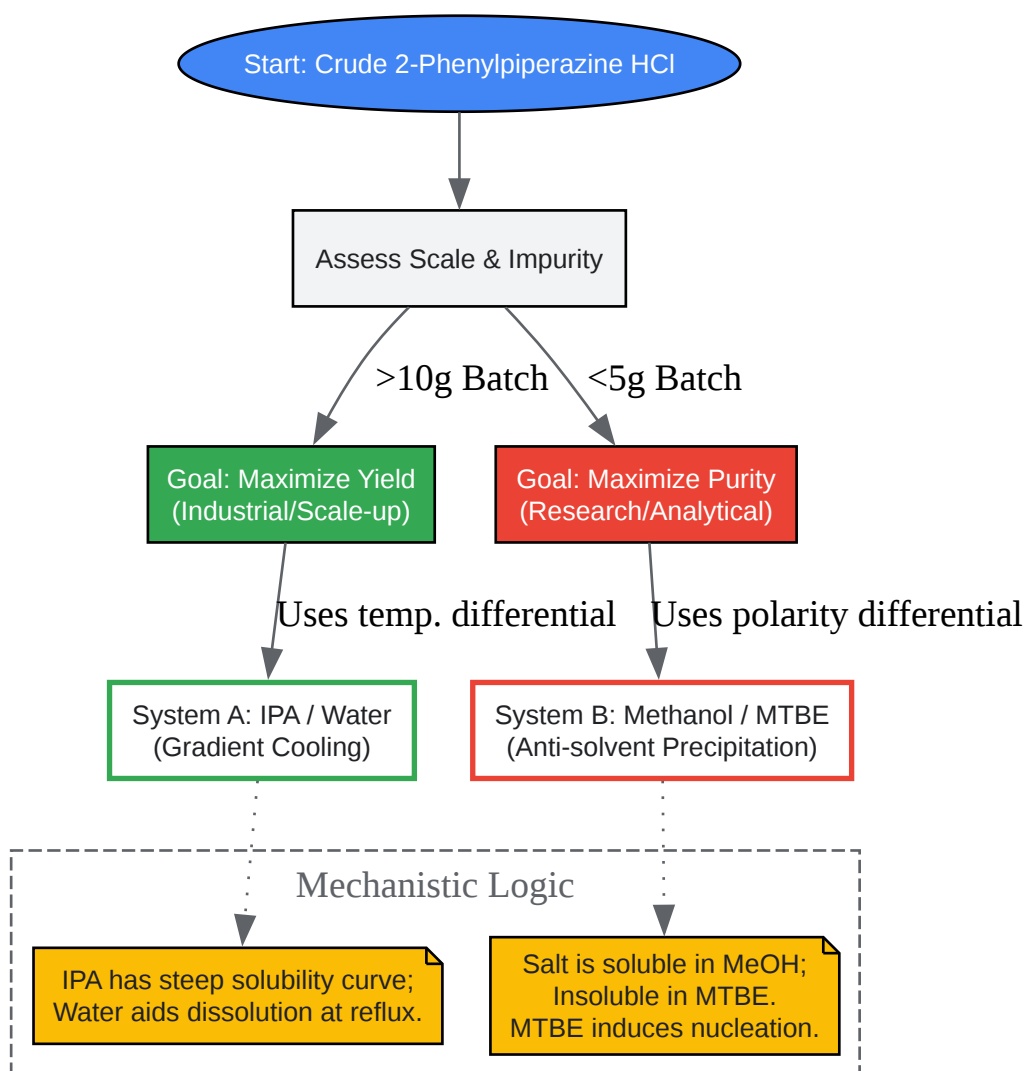 Start: Crude 2-Phenylpiperazine HCl
Assess Scale & Impurity
>10g Batch
<5g Batch
Goal: Maximize Yield
(Industrial/Scale-up)
Goal: Maximize Purity
(Research/Analytical)
Uses temp. differential
Uses polarity differential
System A: IPA / Water
(Gradient Cooling)
System B: Methanol / MTBE
(Anti-solvent Precipitation)
Mechanistic Logic
IPA has steep solubility curve;
Water aids dissolution at reflux.
Salt is soluble in MeOH;
Insoluble in MTBE.
MTBE induces nucleation.